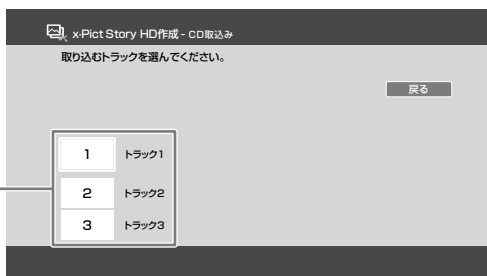 x-Pict Story HD作成 - CD取込み
取り込むトラックを選んでください。
戻る
1 トラック1
2 トラック2
3 トラック3